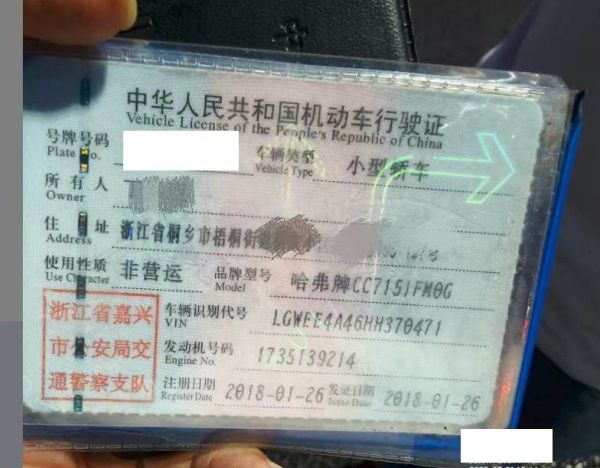 中华人民共和国机动车行驶证
Vehicle License of the People's Republic of China
号牌号码
Plate No.
车辆类型 小型轿车
Vehicle Type
所有人
Owner
住址 浙江省桐乡市梧桐街
Address
使用性质 非营运 品牌型号 哈弗牌CC7151FM0G
Use Character Model
浙江省嘉兴
市公安局交
通警察支队
车辆识别代号 LGWEE4A46HH370471
VIN
发动机号码 1735139214
Engine No.
注册日期 2018-01-26 发证日期 2018-01-26
Register Date Issue Date